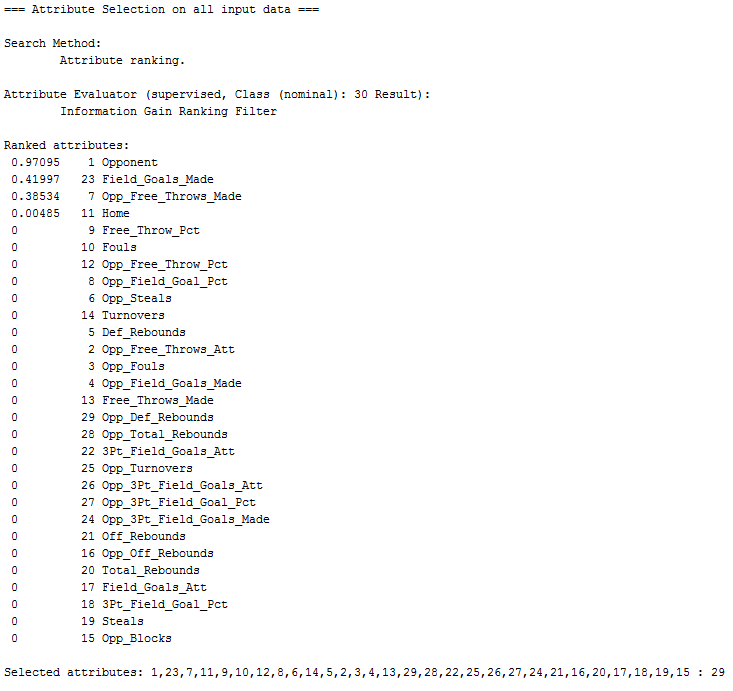 === Attribute Selection on all input data ===

Search Method:
        Attribute ranking.

Attribute Evaluator (supervised, Class (nominal): 30 Result):
        Information Gain Ranking Filter

Ranked attributes:
 0.97095    1 Opponent
 0.41997   23 Field_Goals_Made
 0.38534    7 Opp_Free_Throws_Made
 0.00485   11 Home
 0          9 Free_Throw_Pct
 0         10 Fouls
 0         12 Opp_Free_Throw_Pct
 0          8 Opp_Field_Goal_Pct
 0          6 Opp_Steals
 0         14 Turnovers
 0          5 Def_Rebounds
 0          2 Opp_Free_Throws_Att
 0          3 Opp_Fouls
 0          4 Opp_Field_Goals_Made
 0         13 Free_Throws_Made
 0         29 Opp_Def_Rebounds
 0         28 Opp_Total_Rebounds
 0         22 3Pt_Field_Goals_Att
 0         25 Opp_Turnovers
 0         26 Opp_3Pt_Field_Goals_Att
 0         27 Opp_3Pt_Field_Goal_Pct
 0         24 Opp_3Pt_Field_Goals_Made
 0         21 Off_Rebounds
 0         16 Opp_Off_Rebounds
 0         20 Total_Rebounds
 0         17 Field_Goals_Att
 0         18 3Pt_Field_Goal_Pct
 0         19 Steals
 0         15 Opp_Blocks

Selected attributes: 1,23,7,11,9,10,12,8,6,14,5,2,3,4,13,29,28,22,25,26,27,24,21,16,20,17,18,19,15 : 29